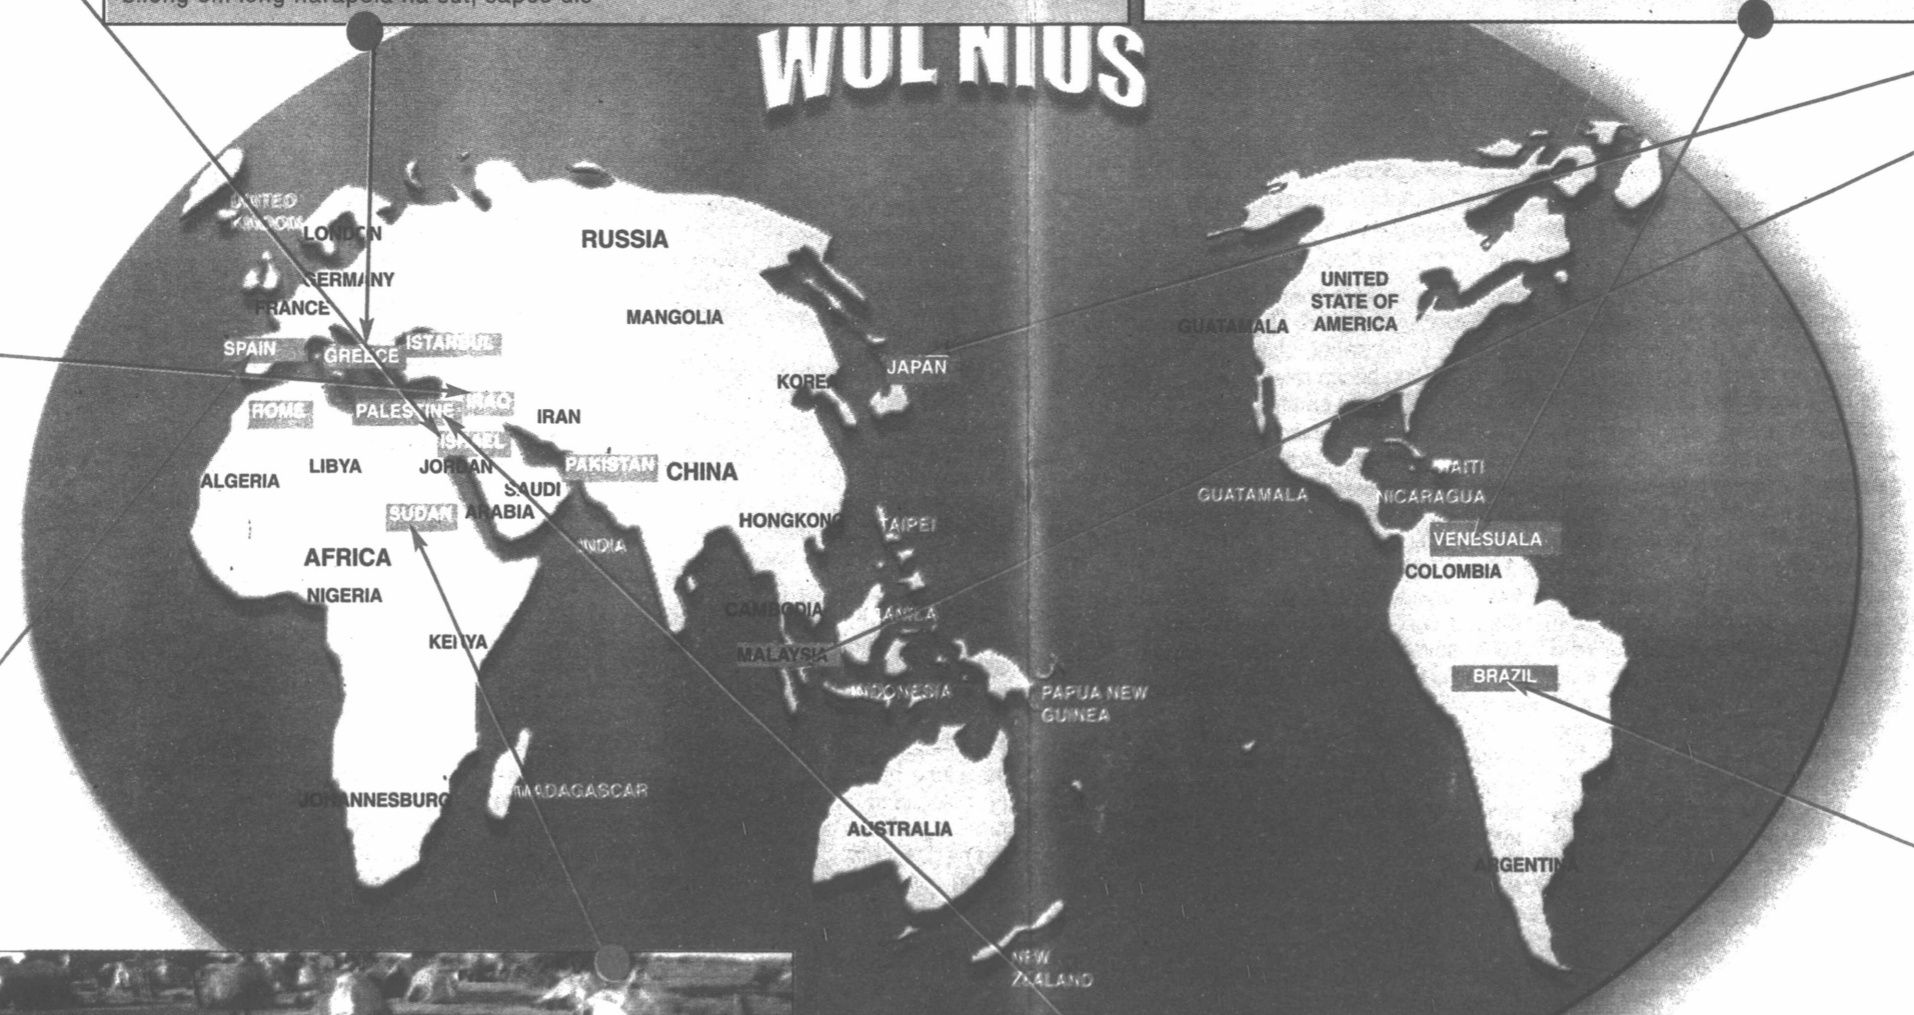 WOL NIUS
UNITED
KINGDOM
LONDON
GERMANY
FRANCE
SPAIN
GREECE
ISTANBUL
ROME
PALESTINE
IRAQ
ISRAEL
IRAN
RUSSIA
MANGOLIA
KOREA
JAPAN
ALGERIA
LIBYA
JORDAN
SAUDI
ARABIA
PAKISTAN
CHINA
SUDAN
HONGKONG
TAIPEI
INDIA
AFRICA
NIGERIA
KENYA
CAMBODIA
MANILA
MALAYSIA
INDONESIA
PAPUA NEW
GUINEA
JOHANNESBURG
MADAGASCAR
AUSTRALIA
NEW
ZEALAND
UNITED
STATE OF
AMERICA
GUATAMALA
HAITI
GUATAMALA
NICARAGUA
VENESUALA
COLOMBIA
BRAZIL
ARGENTINA